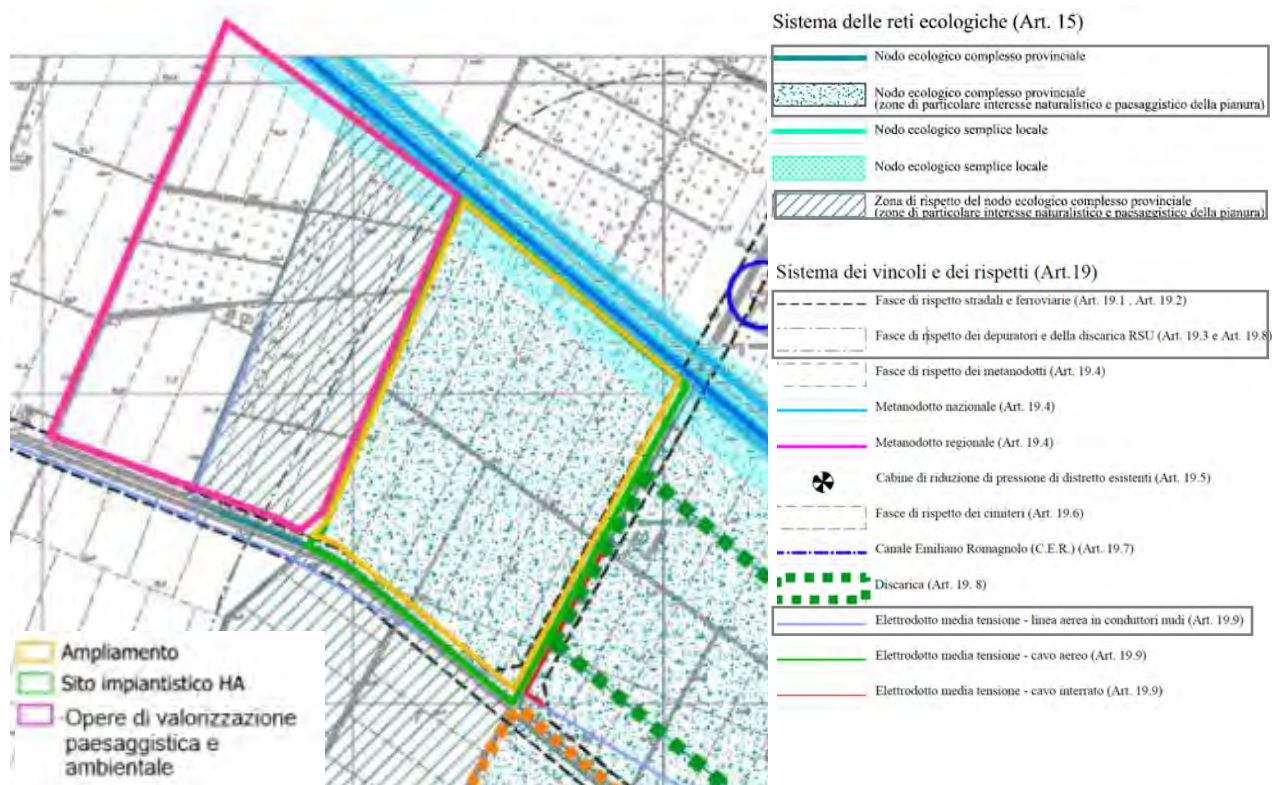 Sistema delle reti ecologiche (Art. 15)
Nodo ecologico complesso provinciale
Nodo ecologico complesso provinciale
(zone di particolare interesse naturalistico e paesaggistico della pianura)
Nodo ecologico semplice locale
Nodo ecologico semplice locale
Zona di rispetto del nodo ecologico complesso provinciale
(zone di particolare interesse naturalistico e paesaggistico della pianura)
Sistema dei vincoli e dei rispetti (Art.19)
Fasce di rispetto stradali e ferroviarie (Art. 19.1 , Art. 19.2)
Fasce di rispetto dei depuratori e della discarica RSU (Art. 19.3 e Art. 19.8)
Fasce di rispetto dei metanodotti (Art. 19.4)
Metanodotto nazionale (Art. 19.4)
Metanodotto regionale (Art. 19.4)
Cabine di riduzione di pressione di distretto esistenti (Art. 19.5)
Fasce di rispetto dei cimiteri (Art. 19.6)
Canale Emiliano Romagnolo (C.E.R.) (Art. 19.7)
Discarica (Art. 19. 8)
Elettrodotto media tensione - linea aerea in conduttori nudi (Art. 19.9)
Elettrodotto media tensione - cavo aereo (Art. 19.9)
Elettrodotto media tensione - cavo interrato (Art. 19.9)
Ampliamento
Sito impiantistico HA
Opere di valorizzazione
paesaggistica e
ambientale